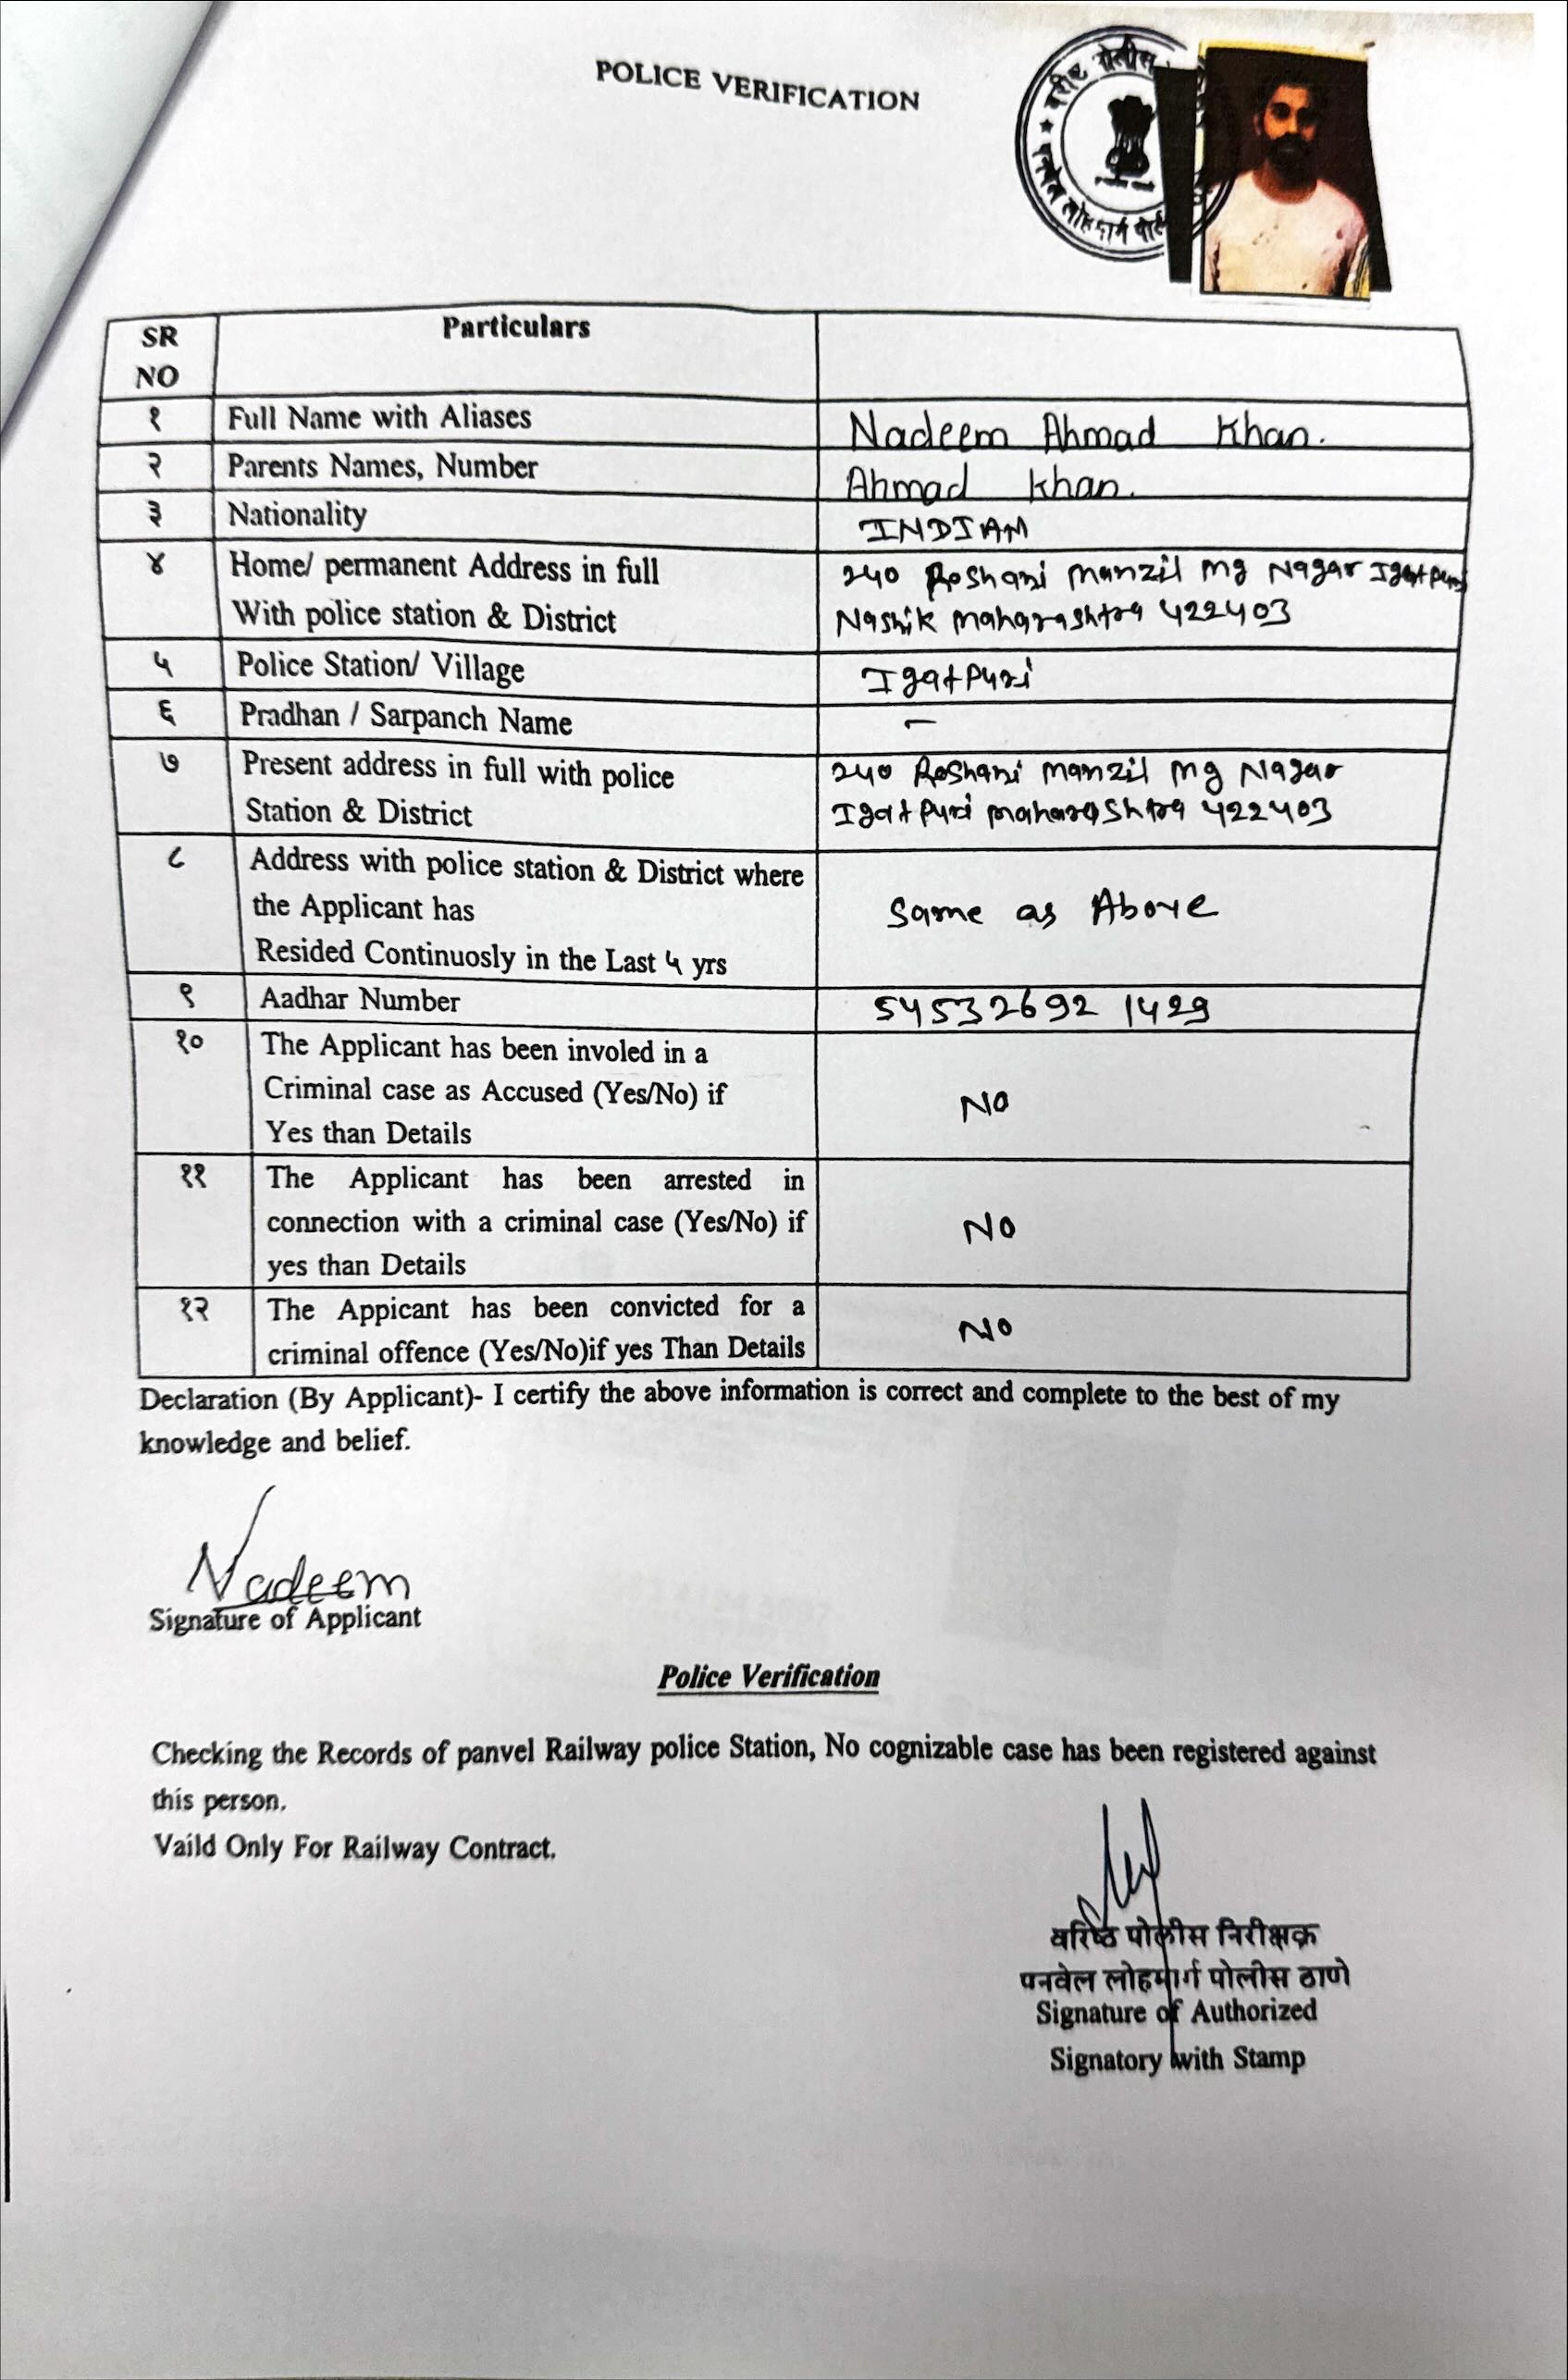 POLICE VERIFICATION
वरीष्ठ पोलीस
पनवेल लोहमार्ग पोलीस
SR
NO
Particulars
१ Full Name with Aliases Nadeem Ahmad Khan.
२ Parents Names, Number Ahmad Khan.
३ Nationality INDIAN
४ Home/ permanent Address in full 240 Roshani Manzil Mg Nagar Igatpuri
With police station & District Nashik Maharashtra 422403
५ Police Station/ Village Igatpuri
६ Pradhan / Sarpanch Name –
७ Present address in full with police 240 Roshani Manzil Mg Nagar
Station & District Igatpuri Maharashtra 422403
८ Address with police station & District where
the Applicant has Same as Above
Resided Continuosly in the Last ५ yrs
९ Aadhar Number 54532692 1429
१० The Applicant has been involed in a
Criminal case as Accused (Yes/No) if NO
Yes than Details
११ The Applicant has been arrested in
connection with a criminal case (Yes/No) if NO
yes than Details
१२ The Appicant has been convicted for a NO
criminal offence (Yes/No)if yes Than Details
Declaration (By Applicant)- I certify the above information is correct and complete to the best of my
knowledge and belief.
Nadeem
Signature of Applicant
Police Verification
Checking the Records of panvel Railway police Station, No cognizable case has been registered against
this person.
Vaild Only For Railway Contract.
वरिष्ठ पोलीस निरीक्षक
पनवेल लोहमार्ग पोलीस ठाणे
Signature of Authorized
Signatory with Stamp